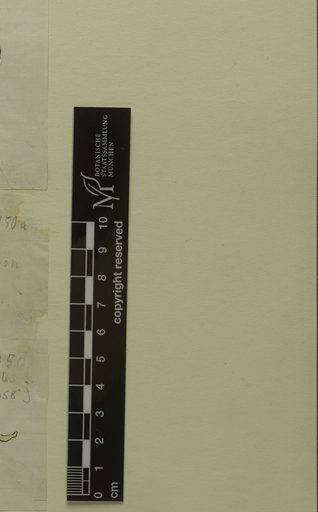 BOTANISCHE
STAATSSAMMLUNG
MÜNCHEN
copyright reserved
0 1 2 3 4 5 6 7 8 9 10
cm